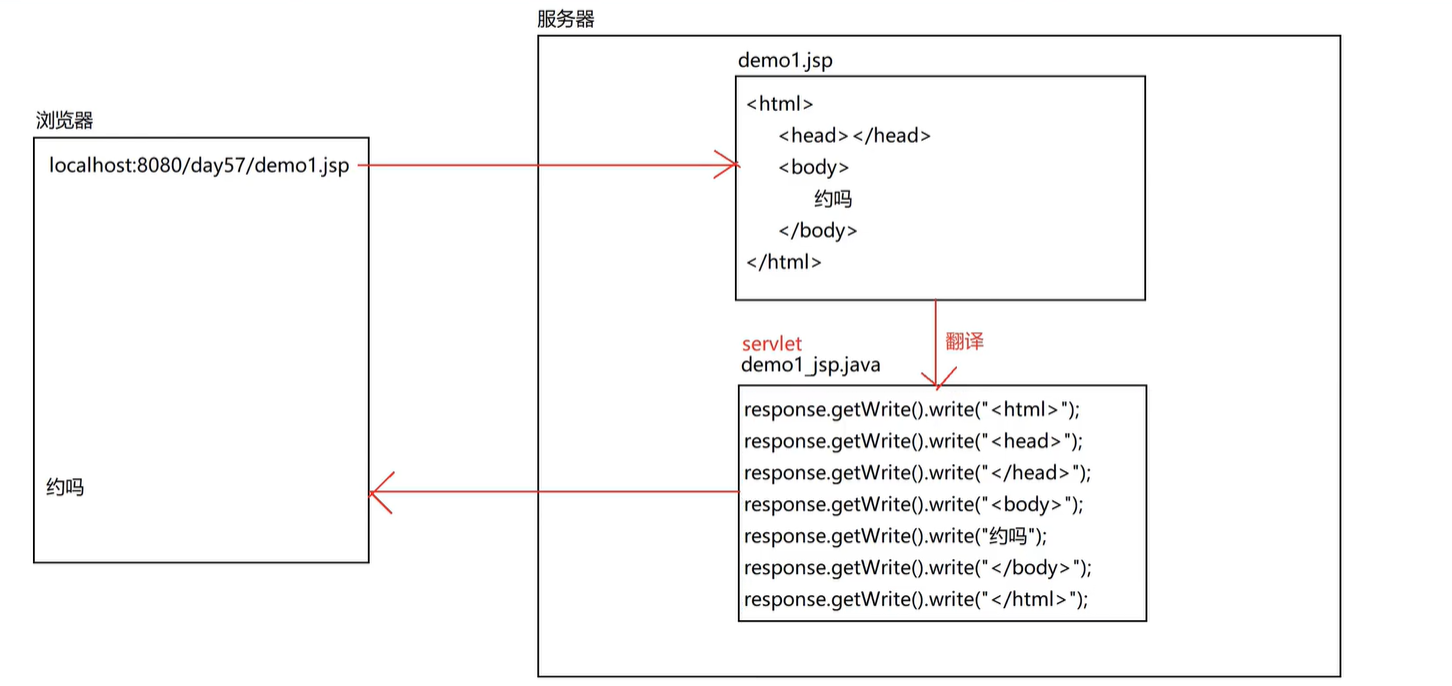 服务器
demo1.jsp
<html>
<head></head>
<body>
约吗
</body>
</html>
浏览器
localhost:8080/day57/demo1.jsp
约吗
翻译
servlet
demo1_jsp.java
response.getWrite().write("<html>");
response.getWrite().write("<head>");
response.getWrite().write("</head>");
response.getWrite().write("<body>");
response.getWrite().write("约吗");
response.getWrite().write("</body>");
response.getWrite().write("</html>");